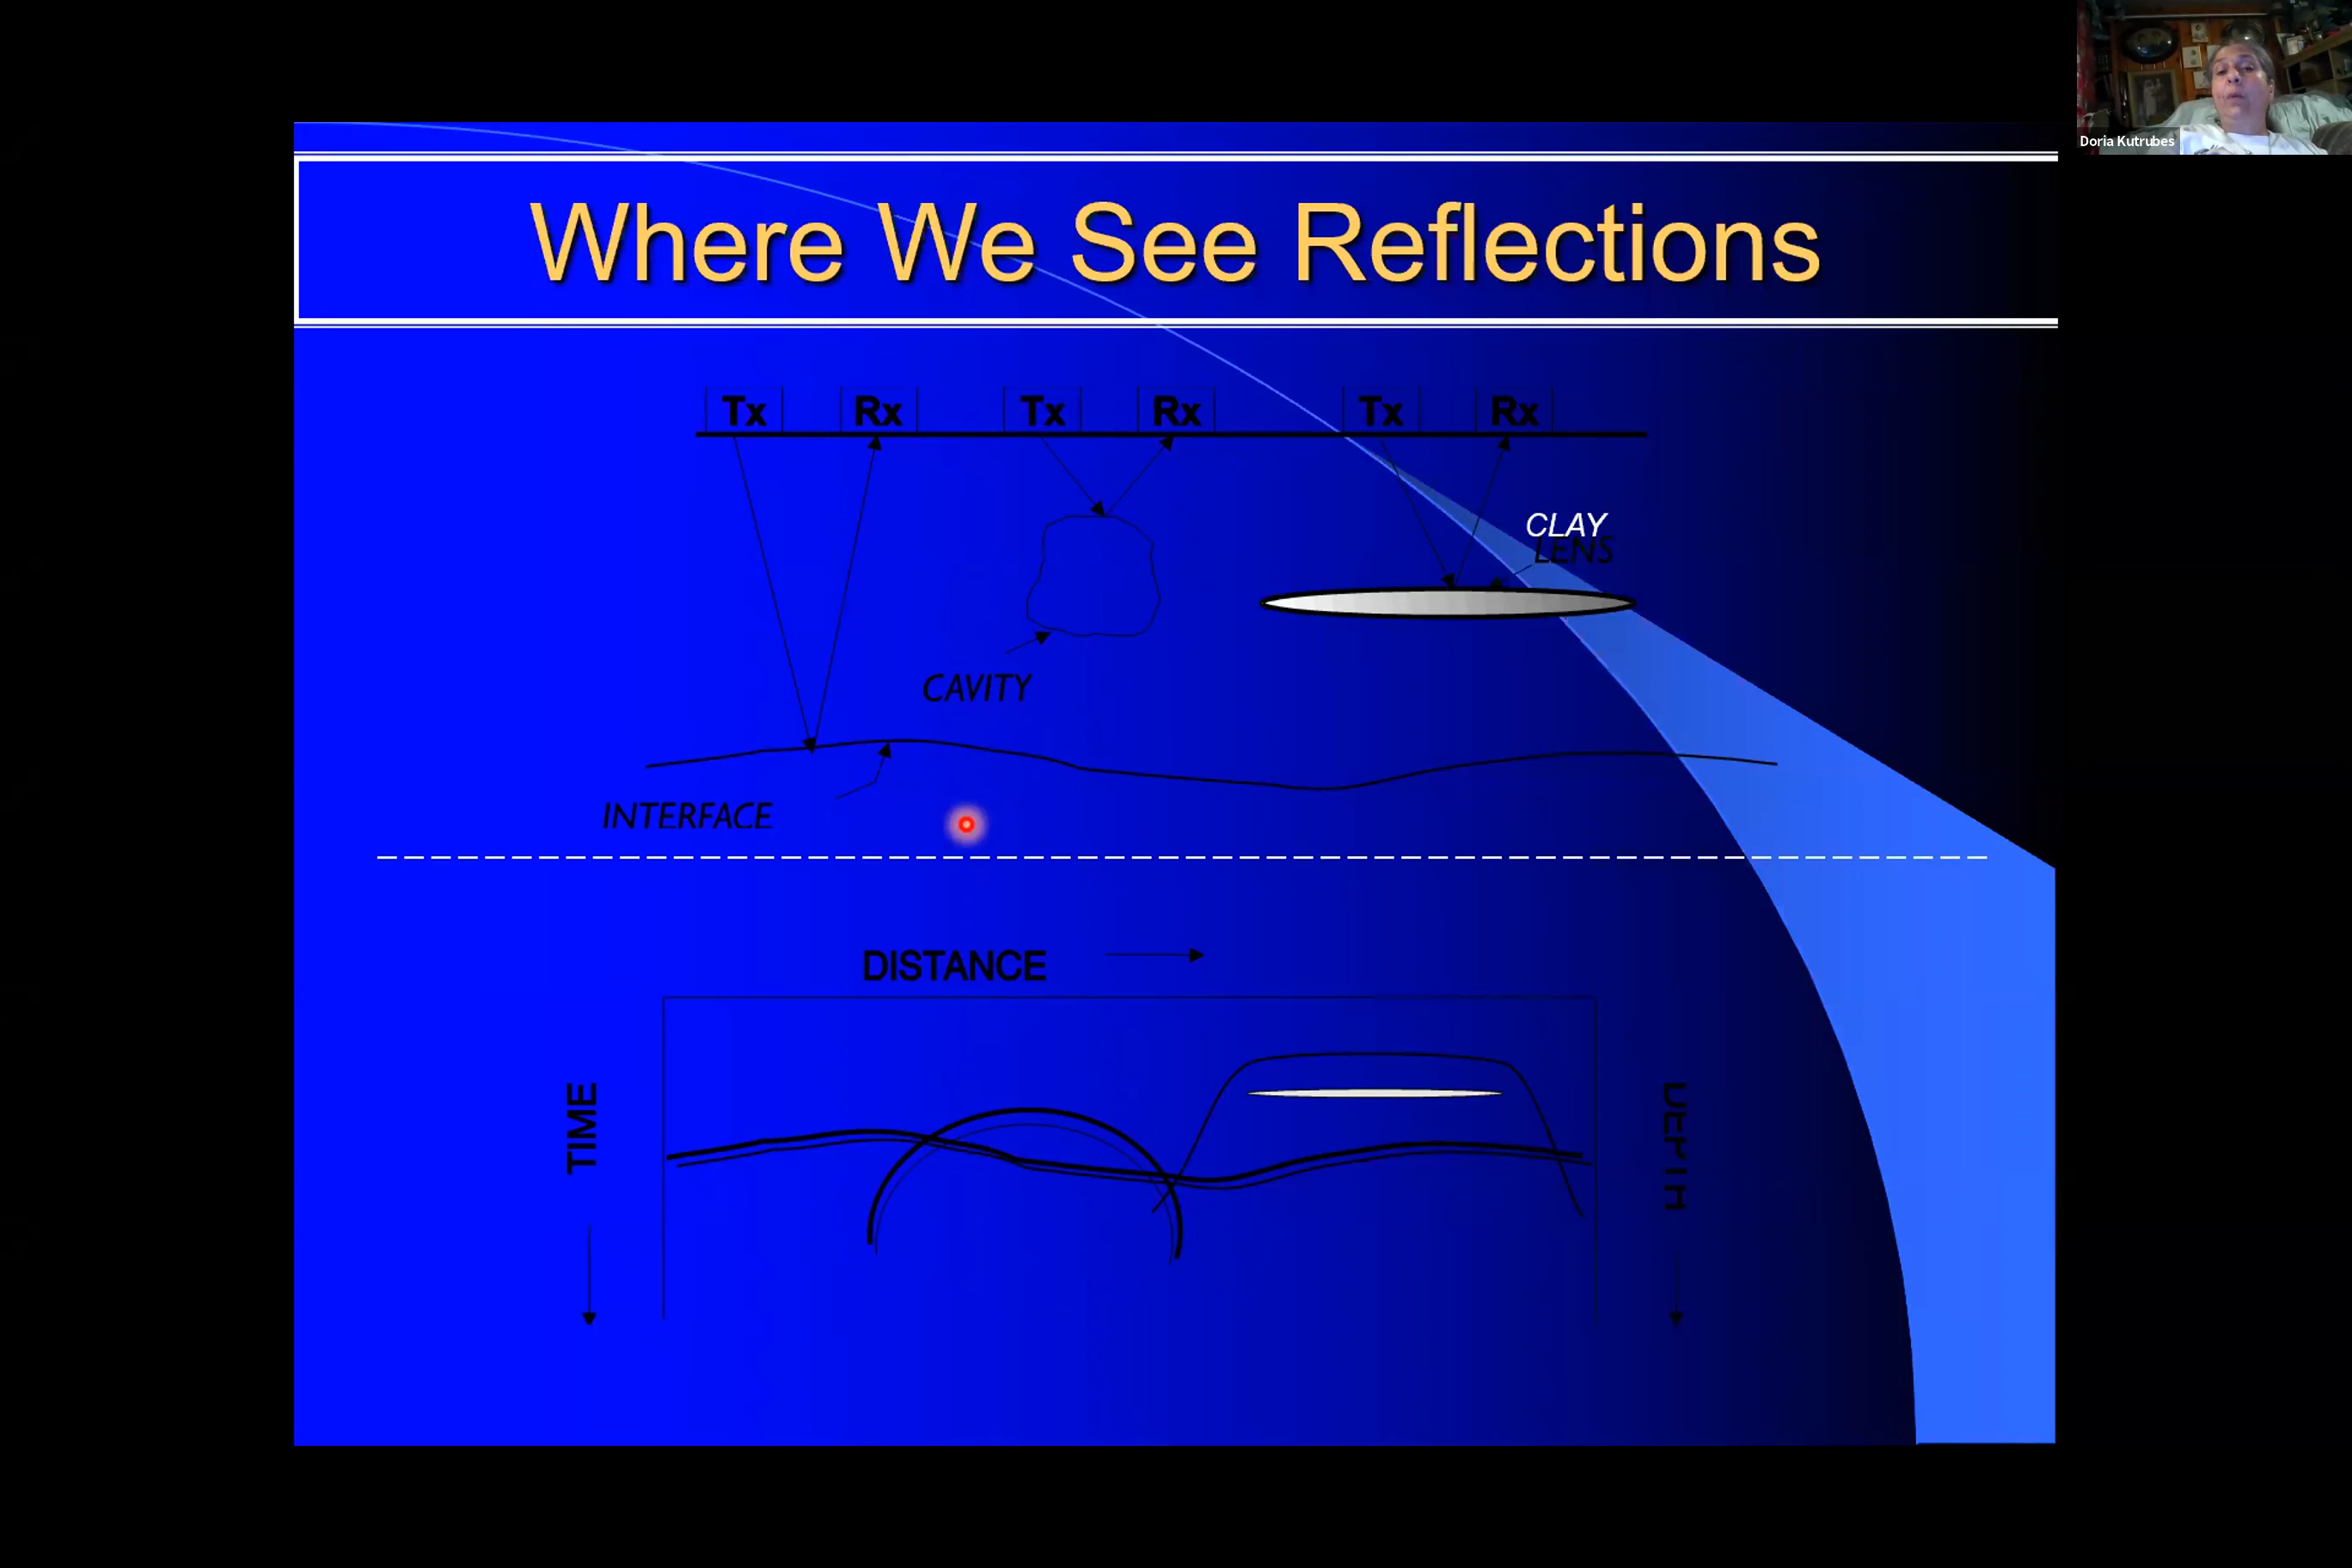 Doria Kutrubes
Where We See Reflections
Tx Rx Tx Rx Tx Rx
CLAY
LENS
CAVITY
INTERFACE
DISTANCE
TIME
DEPTH